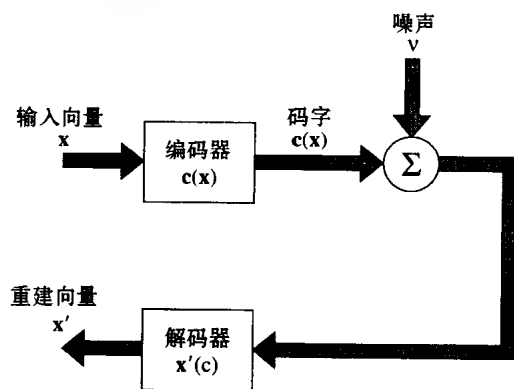 噪声
ν
输入向量
x
码字
c(x)
编码器
c(x)
Σ
重建向量
x′
解码器
x′(c)